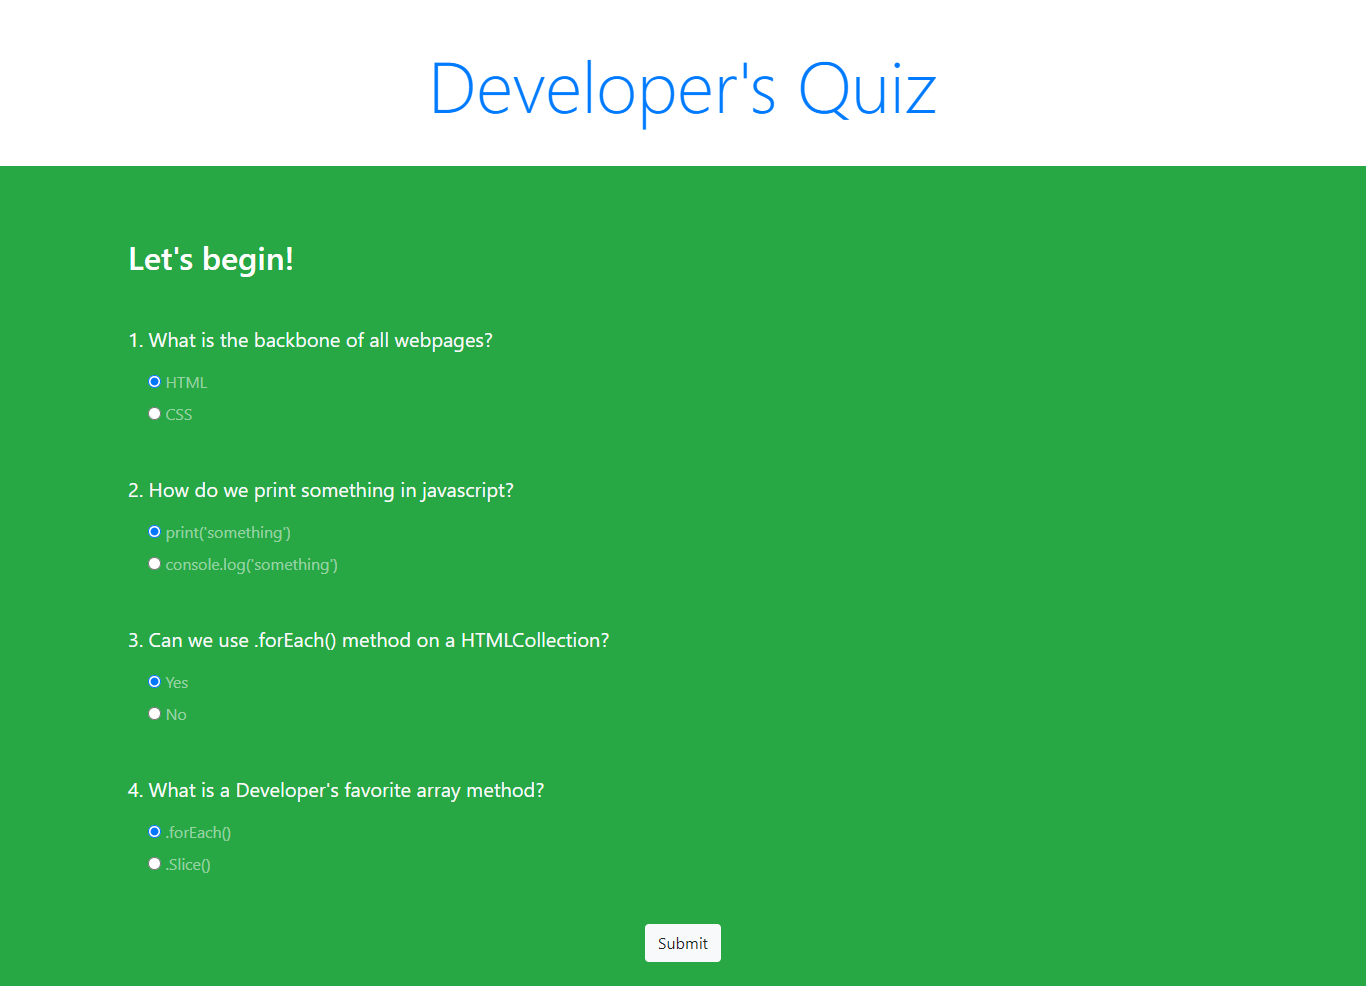 Developer's Quiz
Let's begin!
1. What is the backbone of all webpages?
HTML
CSS
2. How do we print something in javascript?
print('something')
console.log('something')
3. Can we use .forEach() method on a HTMLCollection?
Yes
No
4. What is a Developer's favorite array method?
.forEach()
.Slice()
Submit